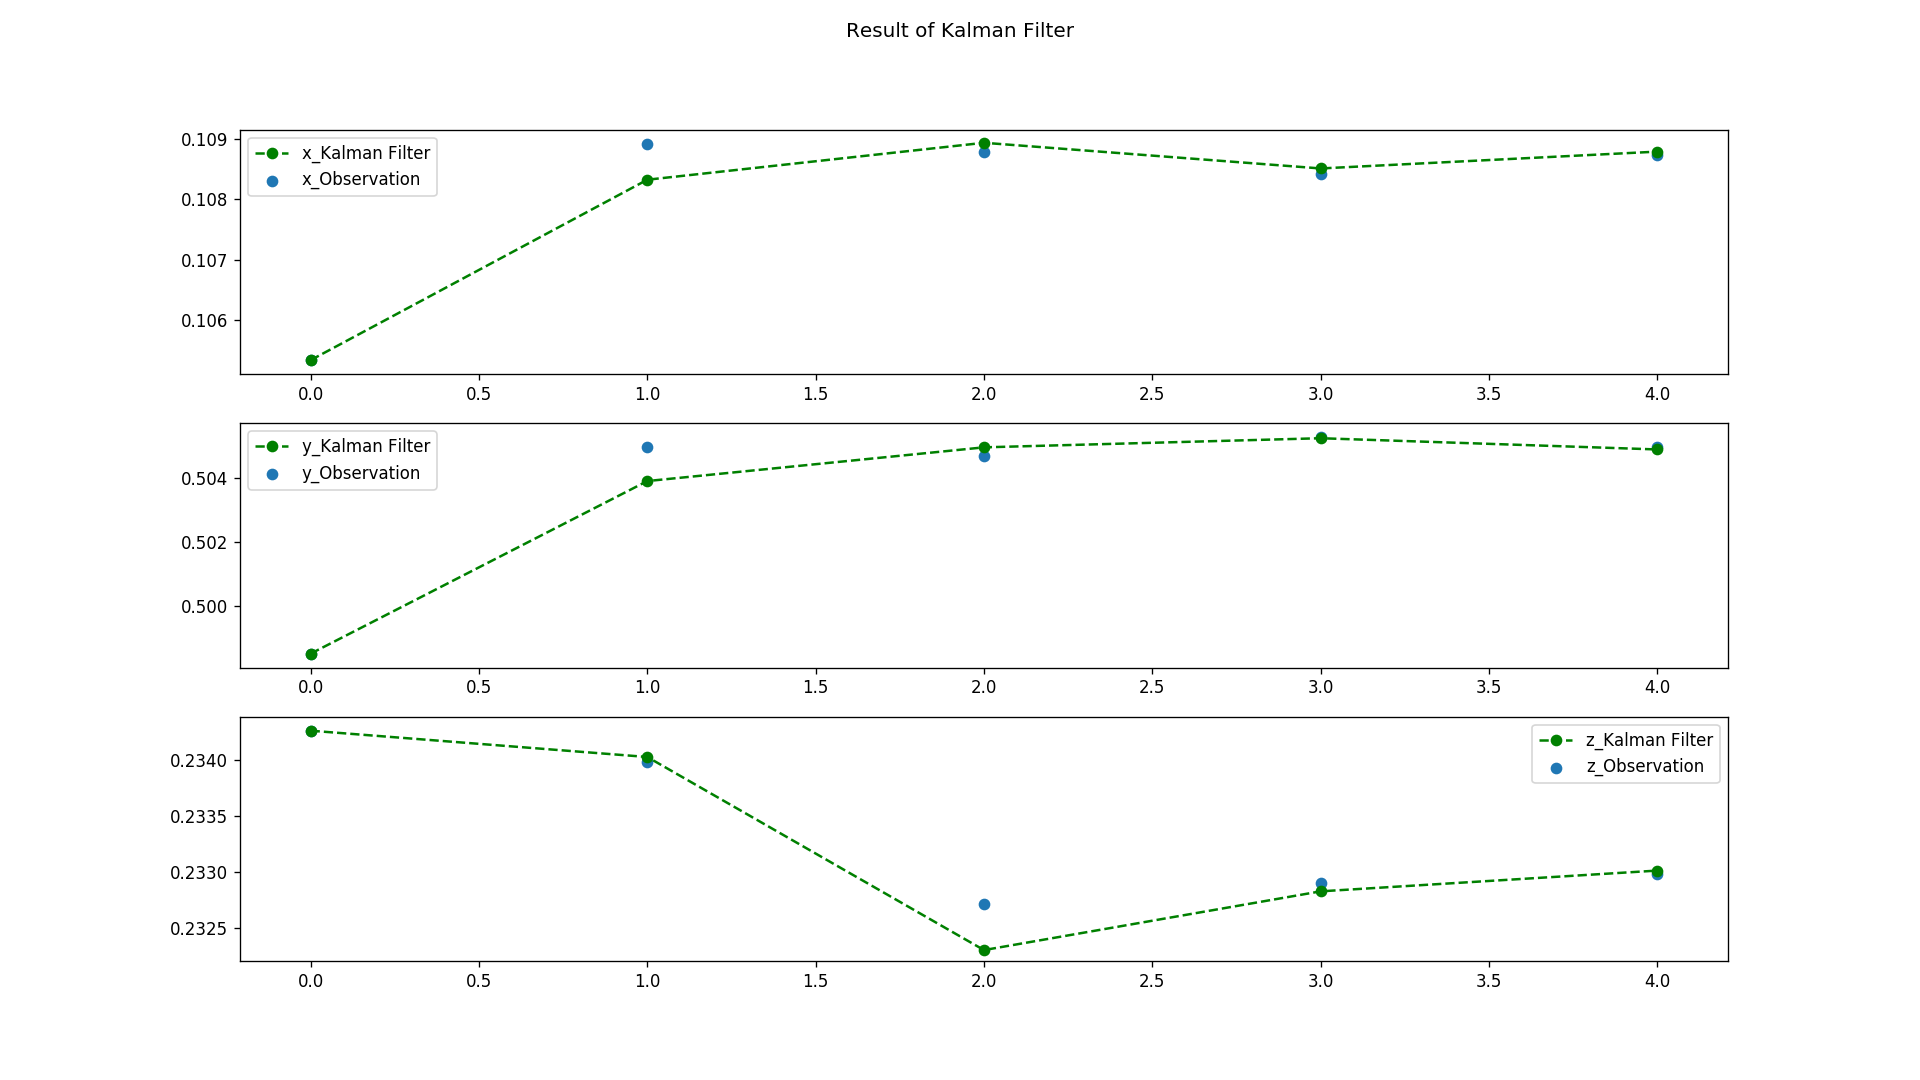 Result of Kalman Filter
0.109
0.108
0.107
0.106
x_Kalman Filter
x_Observation
0.0 0.5 1.0 1.5 2.0 2.5 3.0 3.5 4.0
0.504
0.502
0.500
y_Kalman Filter
y_Observation
0.0 0.5 1.0 1.5 2.0 2.5 3.0 3.5 4.0
0.2340
0.2335
0.2330
0.2325
z_Kalman Filter
z_Observation
0.0 0.5 1.0 1.5 2.0 2.5 3.0 3.5 4.0